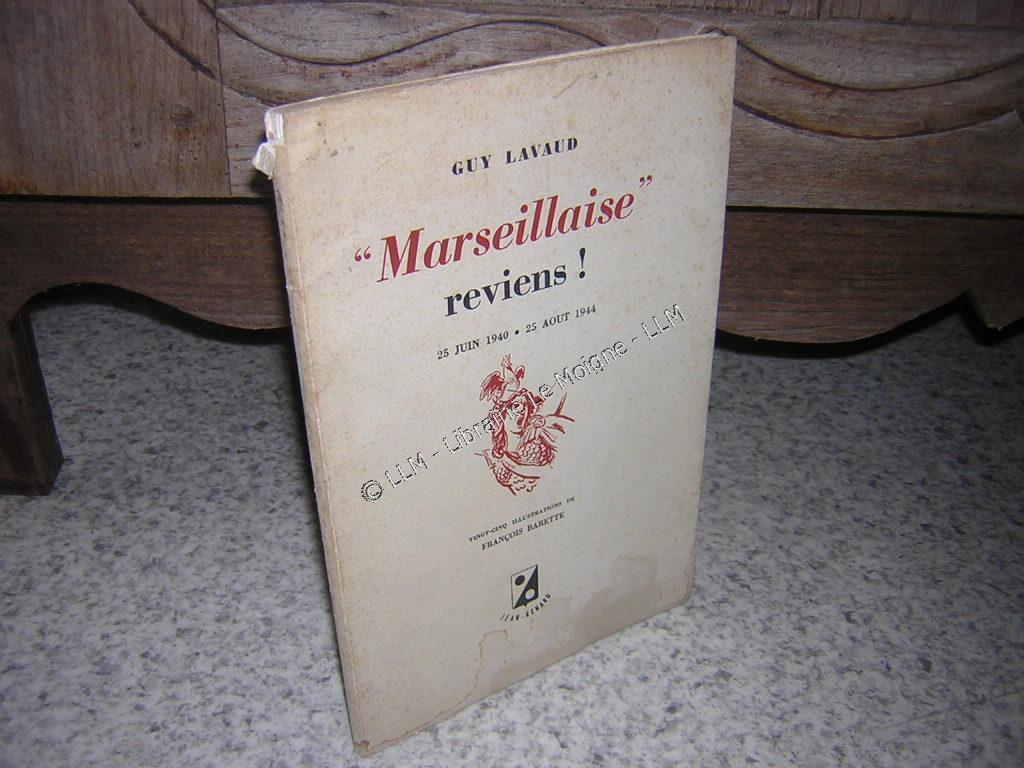 GUY LAVAUD
“Marseillaise”
reviens !
25 JUIN 1940 • 25 AOUT 1944
© LLM - Librairie Le Moigne - LLM
VINGT-CINQ ILLUSTRATIONS DE
FRANÇOIS BARETTE
JEAN-RENARD